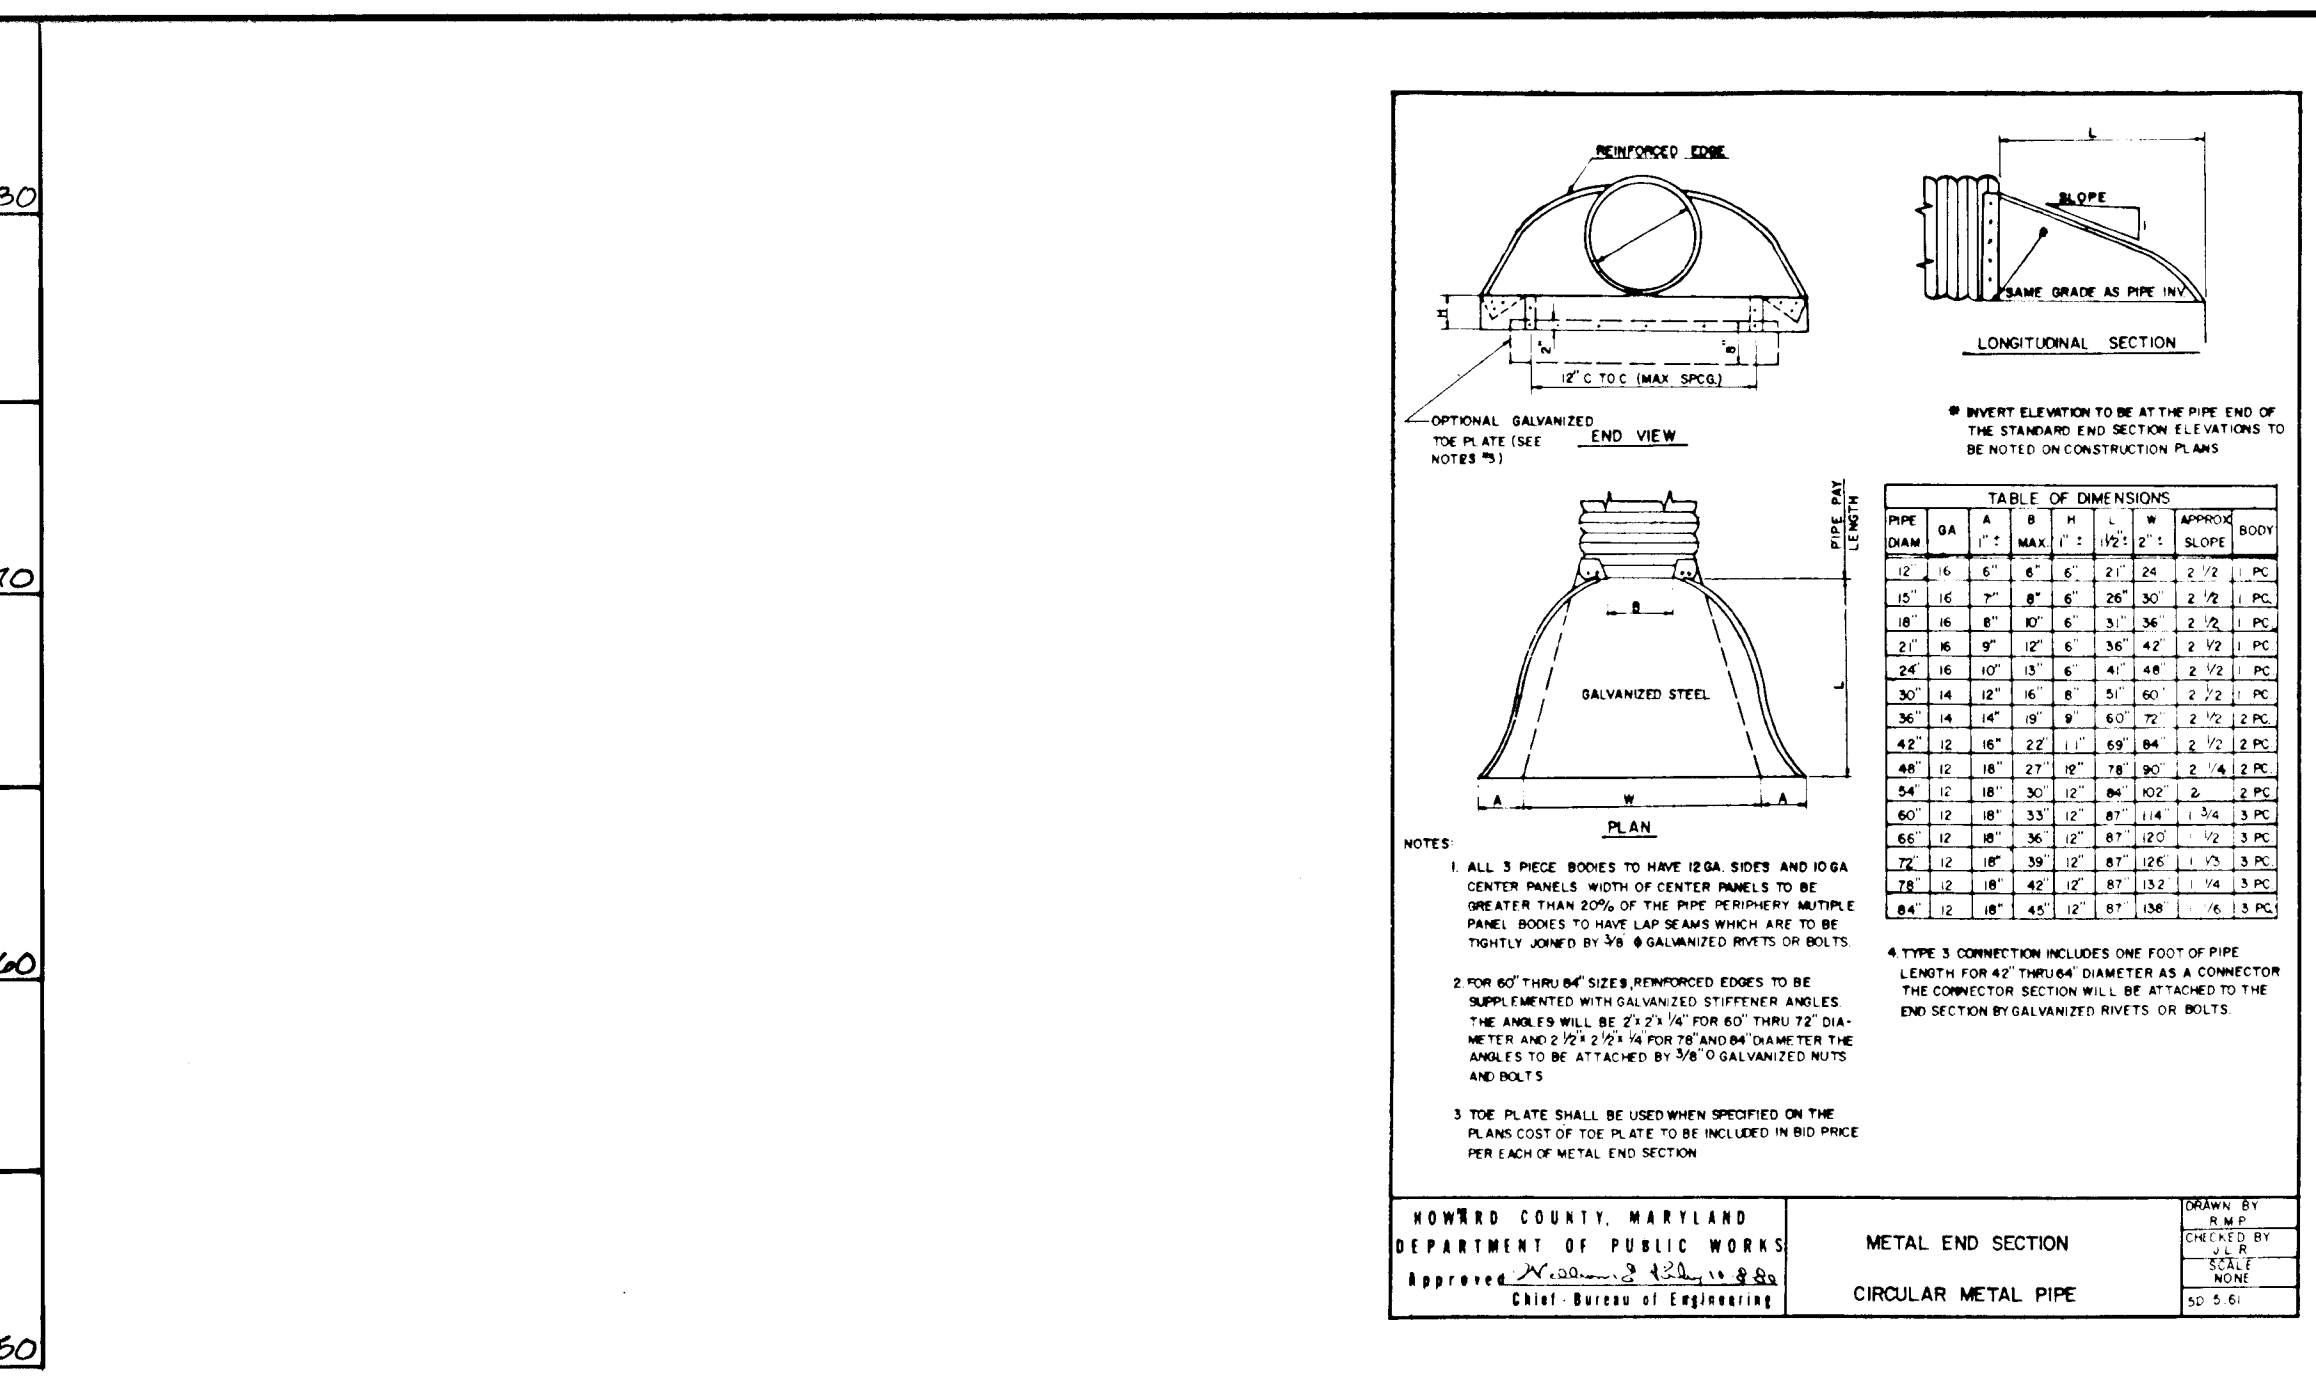 30
70
60
50
REINFORCED EDGE
H
2"
8"
12" C TO C (MAX. SPCG.)
OPTIONAL GALVANIZED
TOE PLATE (SEE
NOTES #3)
END VIEW
L
SLOPE
1
SAME GRADE AS PIPE INV.
LONGITUDINAL SECTION
* INVERT ELEVATION TO BE AT THE PIPE END OF
THE STANDARD END SECTION ELEVATIONS TO
BE NOTED ON CONSTRUCTION PLANS
PIPE PAY
LENGTH
B
GALVANIZED STEEL
L
A W A
PLAN
TABLE OF DIMENSIONS
PIPE DIAM. GA A 1" ± B MAX. H 1" ± L 1 1/2" ± W 2" ± APPROX SLOPE BODY
12" 16 6" 6" 6" 21" 24 2 1/2 1 PC
15" 16 7" 8" 6" 26" 30" 2 1/2 1 PC.
18" 16 8" 10" 6" 31" 36" 2 1/2 1 PC.
21" 16 9" 12" 6" 36" 42" 2 1/2 1 PC
24" 16 10" 13" 6" 41" 48" 2 1/2 1 PC
30" 14 12" 16" 8" 51" 60" 2 1/2 1 PC
36" 14 14" 19" 9" 60" 72" 2 1/2 2 PC.
42" 12 16" 22" 11" 69" 84" 2 1/2 2 PC
48" 12 18" 27" 12" 78" 90" 2 1/4 2 PC.
54" 12 18" 30" 12" 84" 102" 2 2 PC
60" 12 18" 33" 12" 87" 114" 1 3/4 3 PC
66" 12 18" 36" 12" 87" 120" 1 1/2 3 PC
72" 12 18" 39" 12" 87" 126" 1 1/3 3 PC.
78" 12 18" 42" 12" 87" 132" 1 1/4 3 PC
84" 12 18" 45" 12" 87" 138" 1 1/6 3 PC.
NOTES:
1. ALL 3 PIECE BODIES TO HAVE 12 GA. SIDES AND 10 GA
CENTER PANELS WIDTH OF CENTER PANELS TO BE
GREATER THAN 20% OF THE PIPE PERIPHERY MUTIPLE
PANEL BODIES TO HAVE LAP SEAMS WHICH ARE TO BE
TIGHTLY JOINED BY 3/8" ϕ GALVANIZED RIVETS OR BOLTS.
2. FOR 60" THRU 84" SIZES, REINFORCED EDGES TO BE
SUPPLEMENTED WITH GALVANIZED STIFFENER ANGLES.
THE ANGLES WILL BE 2"x 2"x 1/4" FOR 60" THRU 72" DIA-
METER AND 2 1/2"x 2 1/2"x 1/4" FOR 78" AND 84" DIAMETER THE
ANGLES TO BE ATTACHED BY 3/8" O GALVANIZED NUTS
AND BOLTS
3 TOE PLATE SHALL BE USED WHEN SPECIFIED ON THE
PLANS COST OF TOE PLATE TO BE INCLUDED IN BID PRICE
PER EACH OF METAL END SECTION
4. TYPE 3 CONNECTION INCLUDES ONE FOOT OF PIPE
LENGTH FOR 42" THRU 84" DIAMETER AS A CONNECTOR
THE CONNECTOR SECTION WILL BE ATTACHED TO THE
END SECTION BY GALVANIZED RIVETS OR BOLTS.
HOWARD COUNTY, MARYLAND
DEPARTMENT OF PUBLIC WORKS
Approved
Chief - Bureau of Engineering
METAL END SECTION
CIRCULAR METAL PIPE
DRAWN BY
R.M.P
CHECKED BY
J.L.R
SCALE
NONE
SD 5.61